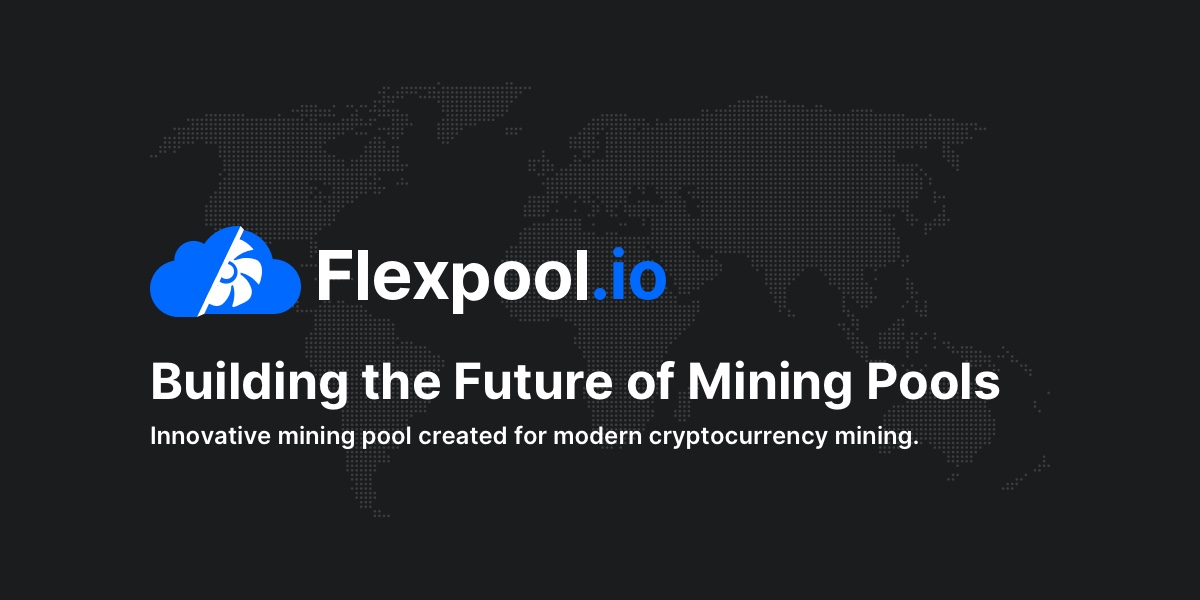 Flexpool.io
Building the Future of Mining Pools
Innovative mining pool created for modern cryptocurrency mining.